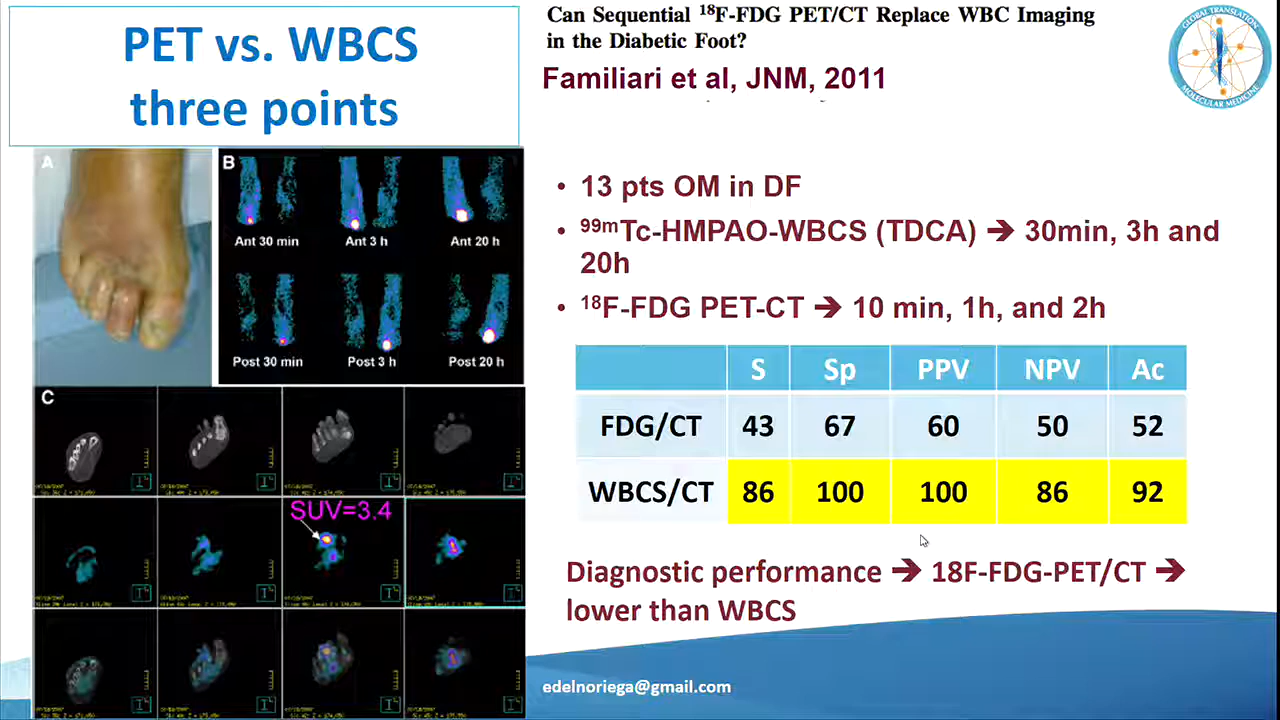 PET vs. WBCS
three points
Can Sequential ¹⁸F-FDG PET/CT Replace WBC Imaging
in the Diabetic Foot?
Familiari et al, JNM, 2011
GLOBAL TRANSLATION
MOLECULAR MEDICINE
A
B
Ant 30 min
Ant 3 h
Ant 20 h
Post 30 min
Post 3 h
Post 20 h
C
SUV=3.4
• 13 pts OM in DF
• ⁹⁹ᵐTc-HMPAO-WBCS (TDCA) ➔ 30min, 3h and
20h
• ¹⁸F-FDG PET-CT ➔ 10 min, 1h, and 2h
S Sp PPV NPV Ac
FDG/CT 43 67 60 50 52
WBCS/CT 86 100 100 86 92
Diagnostic performance ➔ 18F-FDG-PET/CT ➔
lower than WBCS
edelnoriega@gmail.com